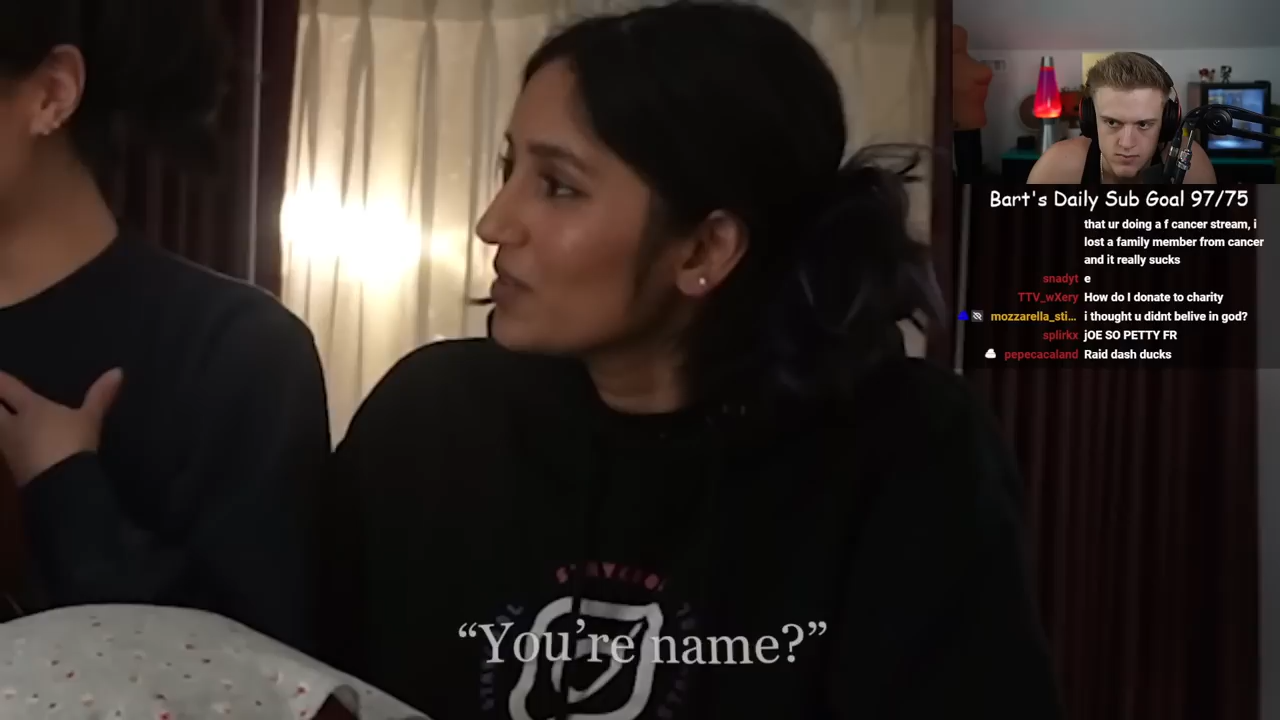 Bart's Daily Sub Goal 97/75
that ur doing a f cancer stream, i
lost a family member from cancer
and it really sucks
snadyt e
TTV_wXery How do I donate to charity
mozzarella_sti... i thought u didnt belive in god?
splirkx jOE SO PETTY FR
pepecacaland Raid dash ducks
“You’re name?”